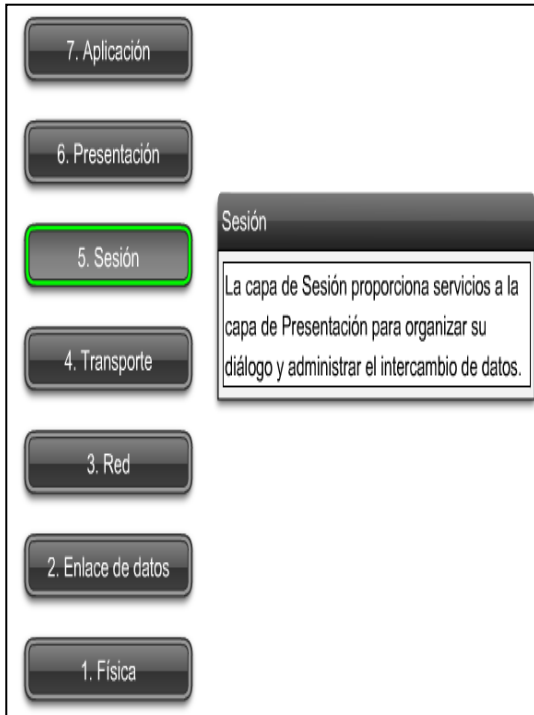 7. Aplicación
6. Presentación
5. Sesión
Sesión
La capa de Sesión proporciona servicios a la
capa de Presentación para organizar su
diálogo y administrar el intercambio de datos.
4. Transporte
3. Red
2. Enlace de datos
1. Física